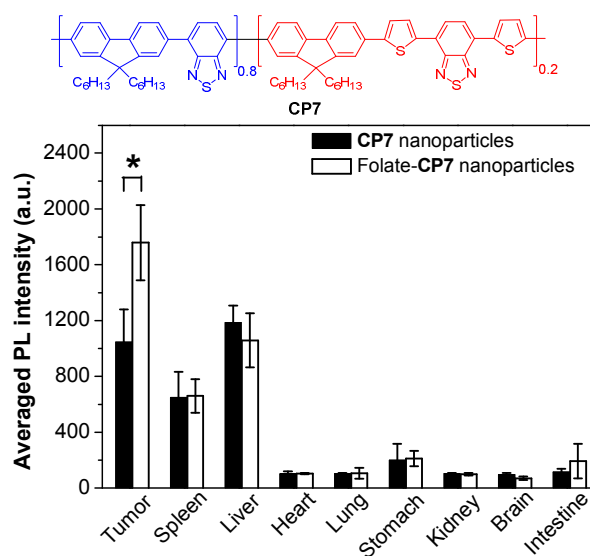 N N
S
0.8
C6H13 C6H13
S
N N
S
S
0.2
C6H13 C6H13
CP7
CP7 nanoparticles
Folate-CP7 nanoparticles
*
Averaged PL intensity (a.u.)
2400
2000
1600
1200
800
400
0
Tumor
Spleen
Liver
Heart
Lung
Stomach
Kidney
Brain
Intestine